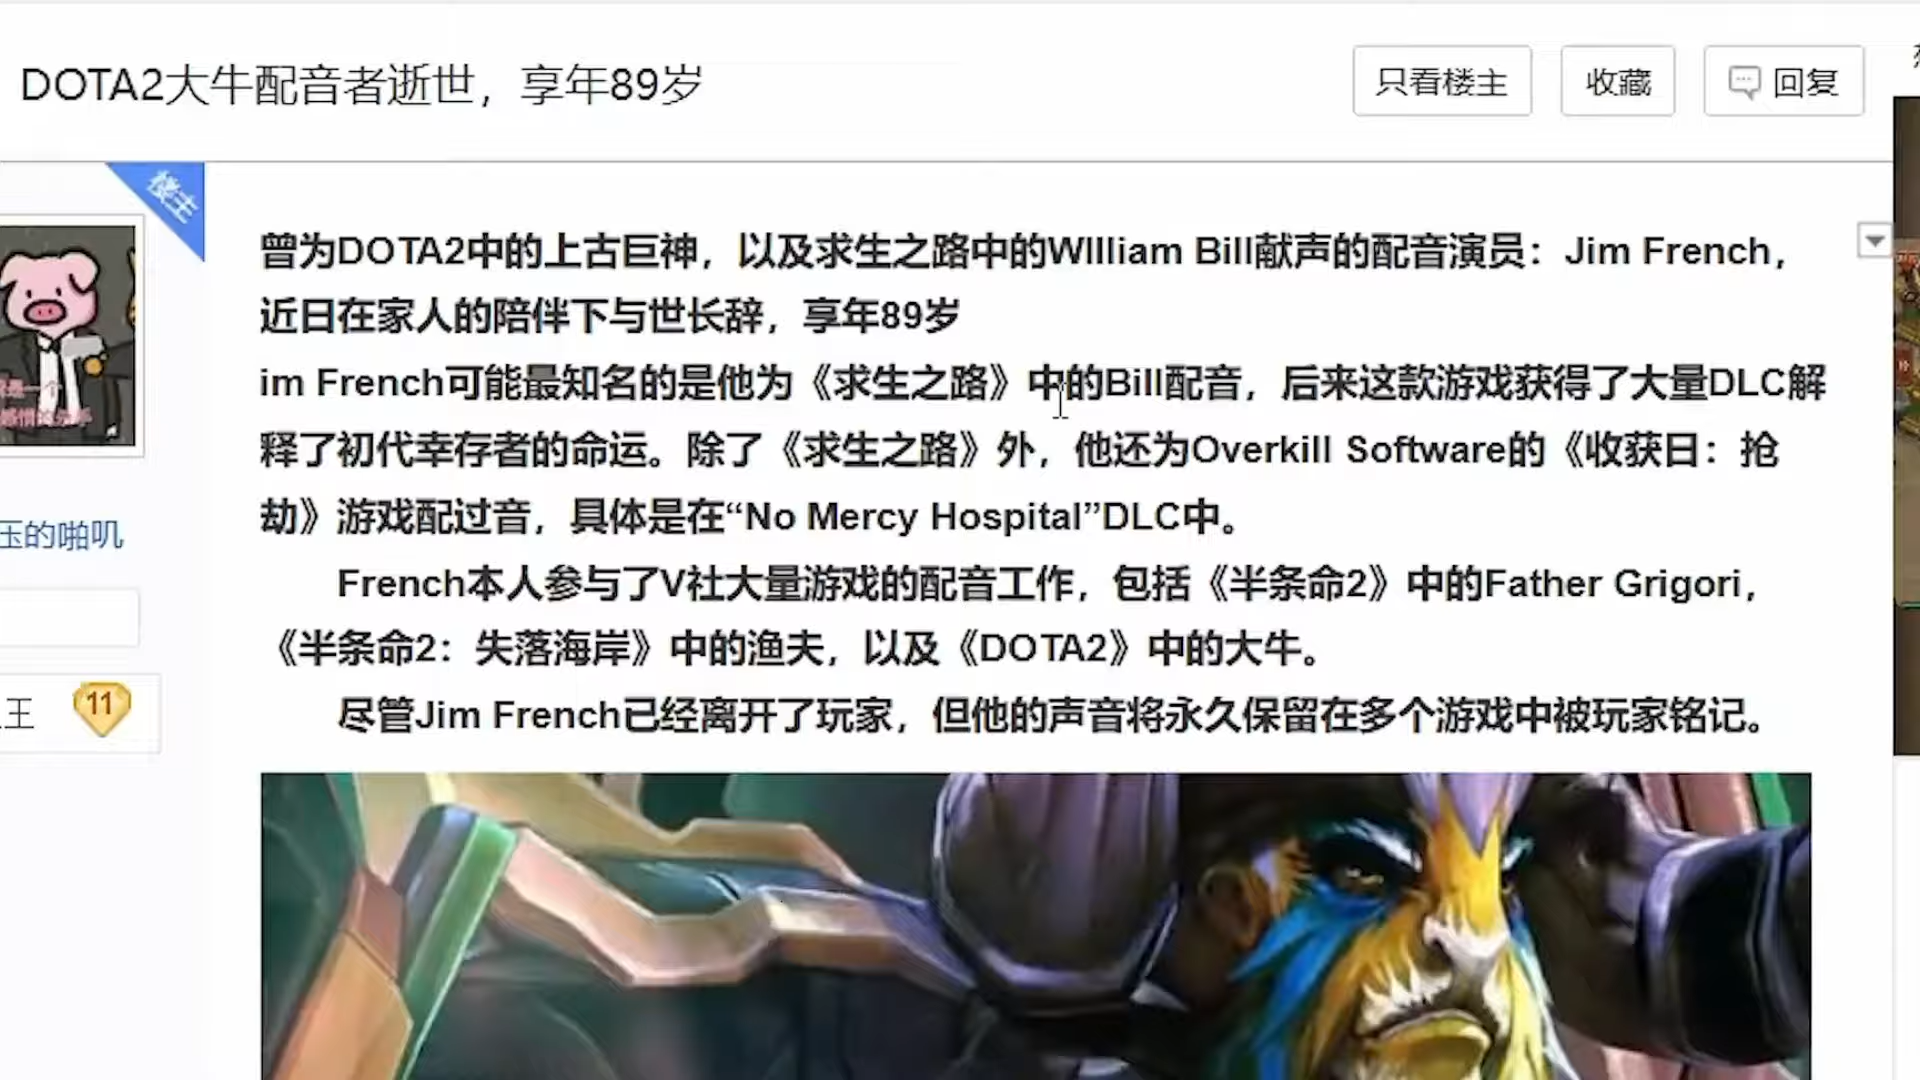 DOTA2大牛配音者逝世，享年89岁
只看楼主
收藏
回复
楼主
曾为DOTA2中的上古巨神，以及求生之路中的WIlliam Bill献声的配音演员：Jim French，
近日在家人的陪伴下与世长辞，享年89岁
im French可能最知名的是他为《求生之路》中的Bill配音，后来这款游戏获得了大量DLC解
释了初代幸存者的命运。除了《求生之路》外，他还为Overkill Software的《收获日：抢
劫》游戏配过音，具体是在“No Mercy Hospital”DLC中。
French本人参与了V社大量游戏的配音工作，包括《半条命2》中的Father Grigori，
《半条命2：失落海岸》中的渔夫，以及《DOTA2》中的大牛。
尽管Jim French已经离开了玩家，但他的声音将永久保留在多个游戏中被玩家铭记。
压的啪叽
王
11